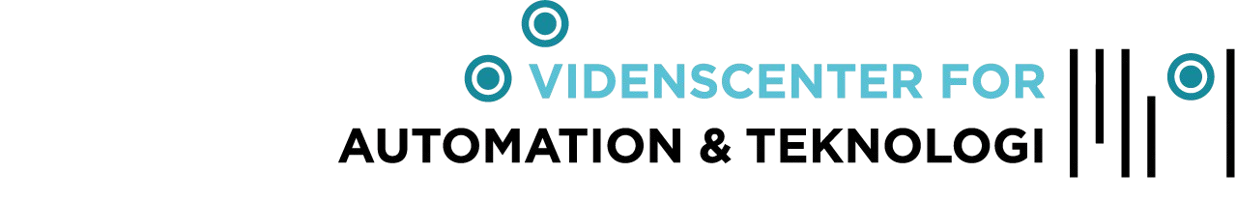 VIDENSCENTER FOR
AUTOMATION & TEKNOLOGI